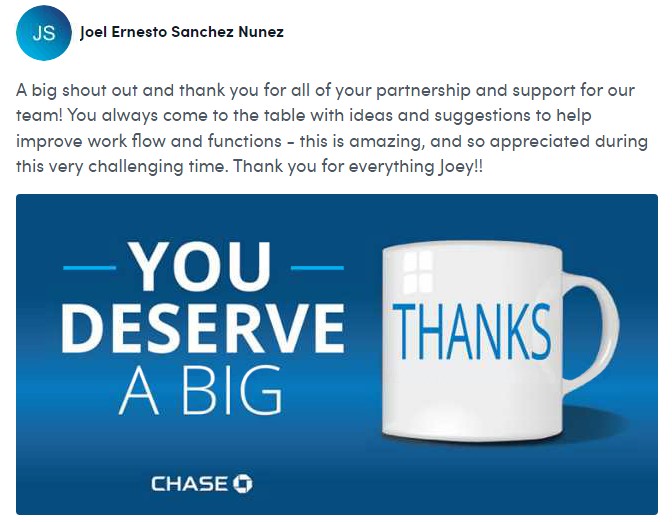 JS
Joel Ernesto Sanchez Nunez
A big shout out and thank you for all of your partnership and support for our
team! You always come to the table with ideas and suggestions to help
improve work flow and functions - this is amazing, and so appreciated during
this very challenging time. Thank you for everything Joey!!
YOU
DESERVE
A BIG
THANKS
CHASE